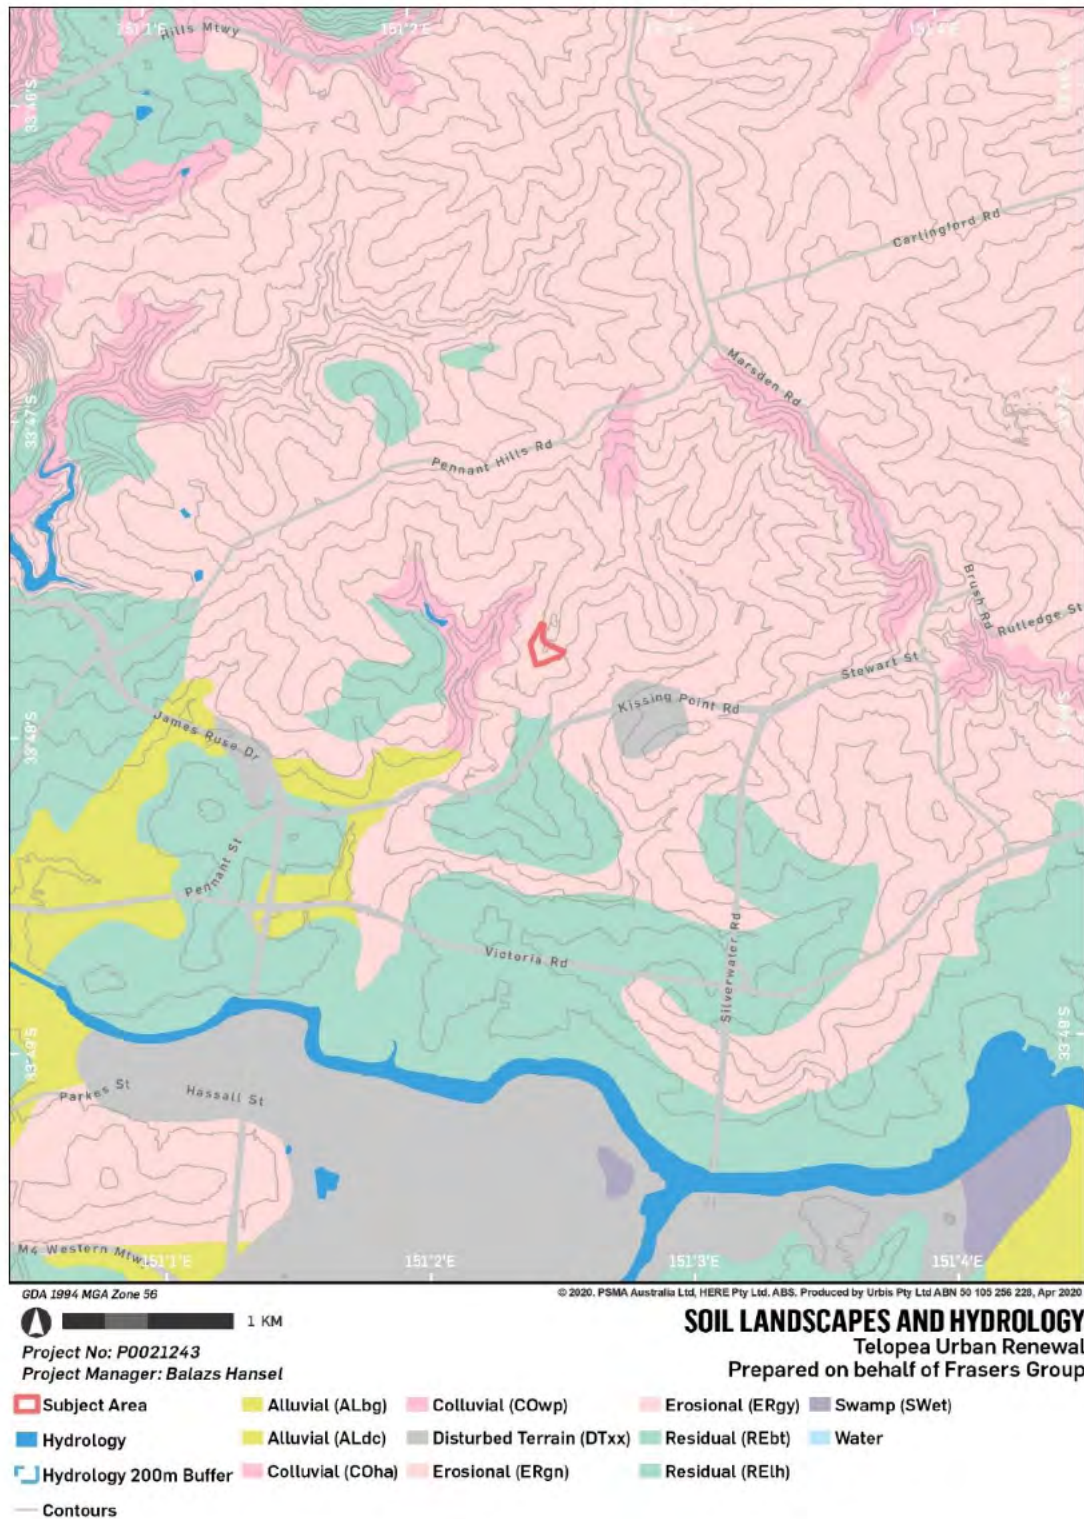 151°1'E
151°2'E
151°4'E
Hills Mtwy
33°46'S
Carlingford Rd
Marsden Rd
33°47'S
Pennant Hills Rd
Brush Rd
Rutledge St
Stewart St
Kissing Point Rd
33°48'S
James Ruse Dr
Pennant St
Victoria Rd
Silverwater Rd
33°49'S
33°49'S
Parkes St
Hassall St
M4 Western Mtwy
151°1'E
151°2'E
151°3'E
151°4'E
GDA 1994 MGA Zone 56
© 2020. PSMA Australia Ltd, HERE Pty Ltd. ABS. Produced by Urbis Pty Ltd ABN 50 105 256 228, Apr 2020
1 KM
SOIL LANDSCAPES AND HYDROLOGY
Telopea Urban Renewal
Prepared on behalf of Frasers Group
Project No: P0021243
Project Manager: Balazs Hansel
Subject Area
Hydrology
Hydrology 200m Buffer
Contours
Alluvial (ALbg)
Alluvial (ALdc)
Colluvial (COha)
Colluvial (COwp)
Disturbed Terrain (DTxx)
Erosional (ERgn)
Erosional (ERgy)
Residual (REbt)
Residual (RElh)
Swamp (SWet)
Water